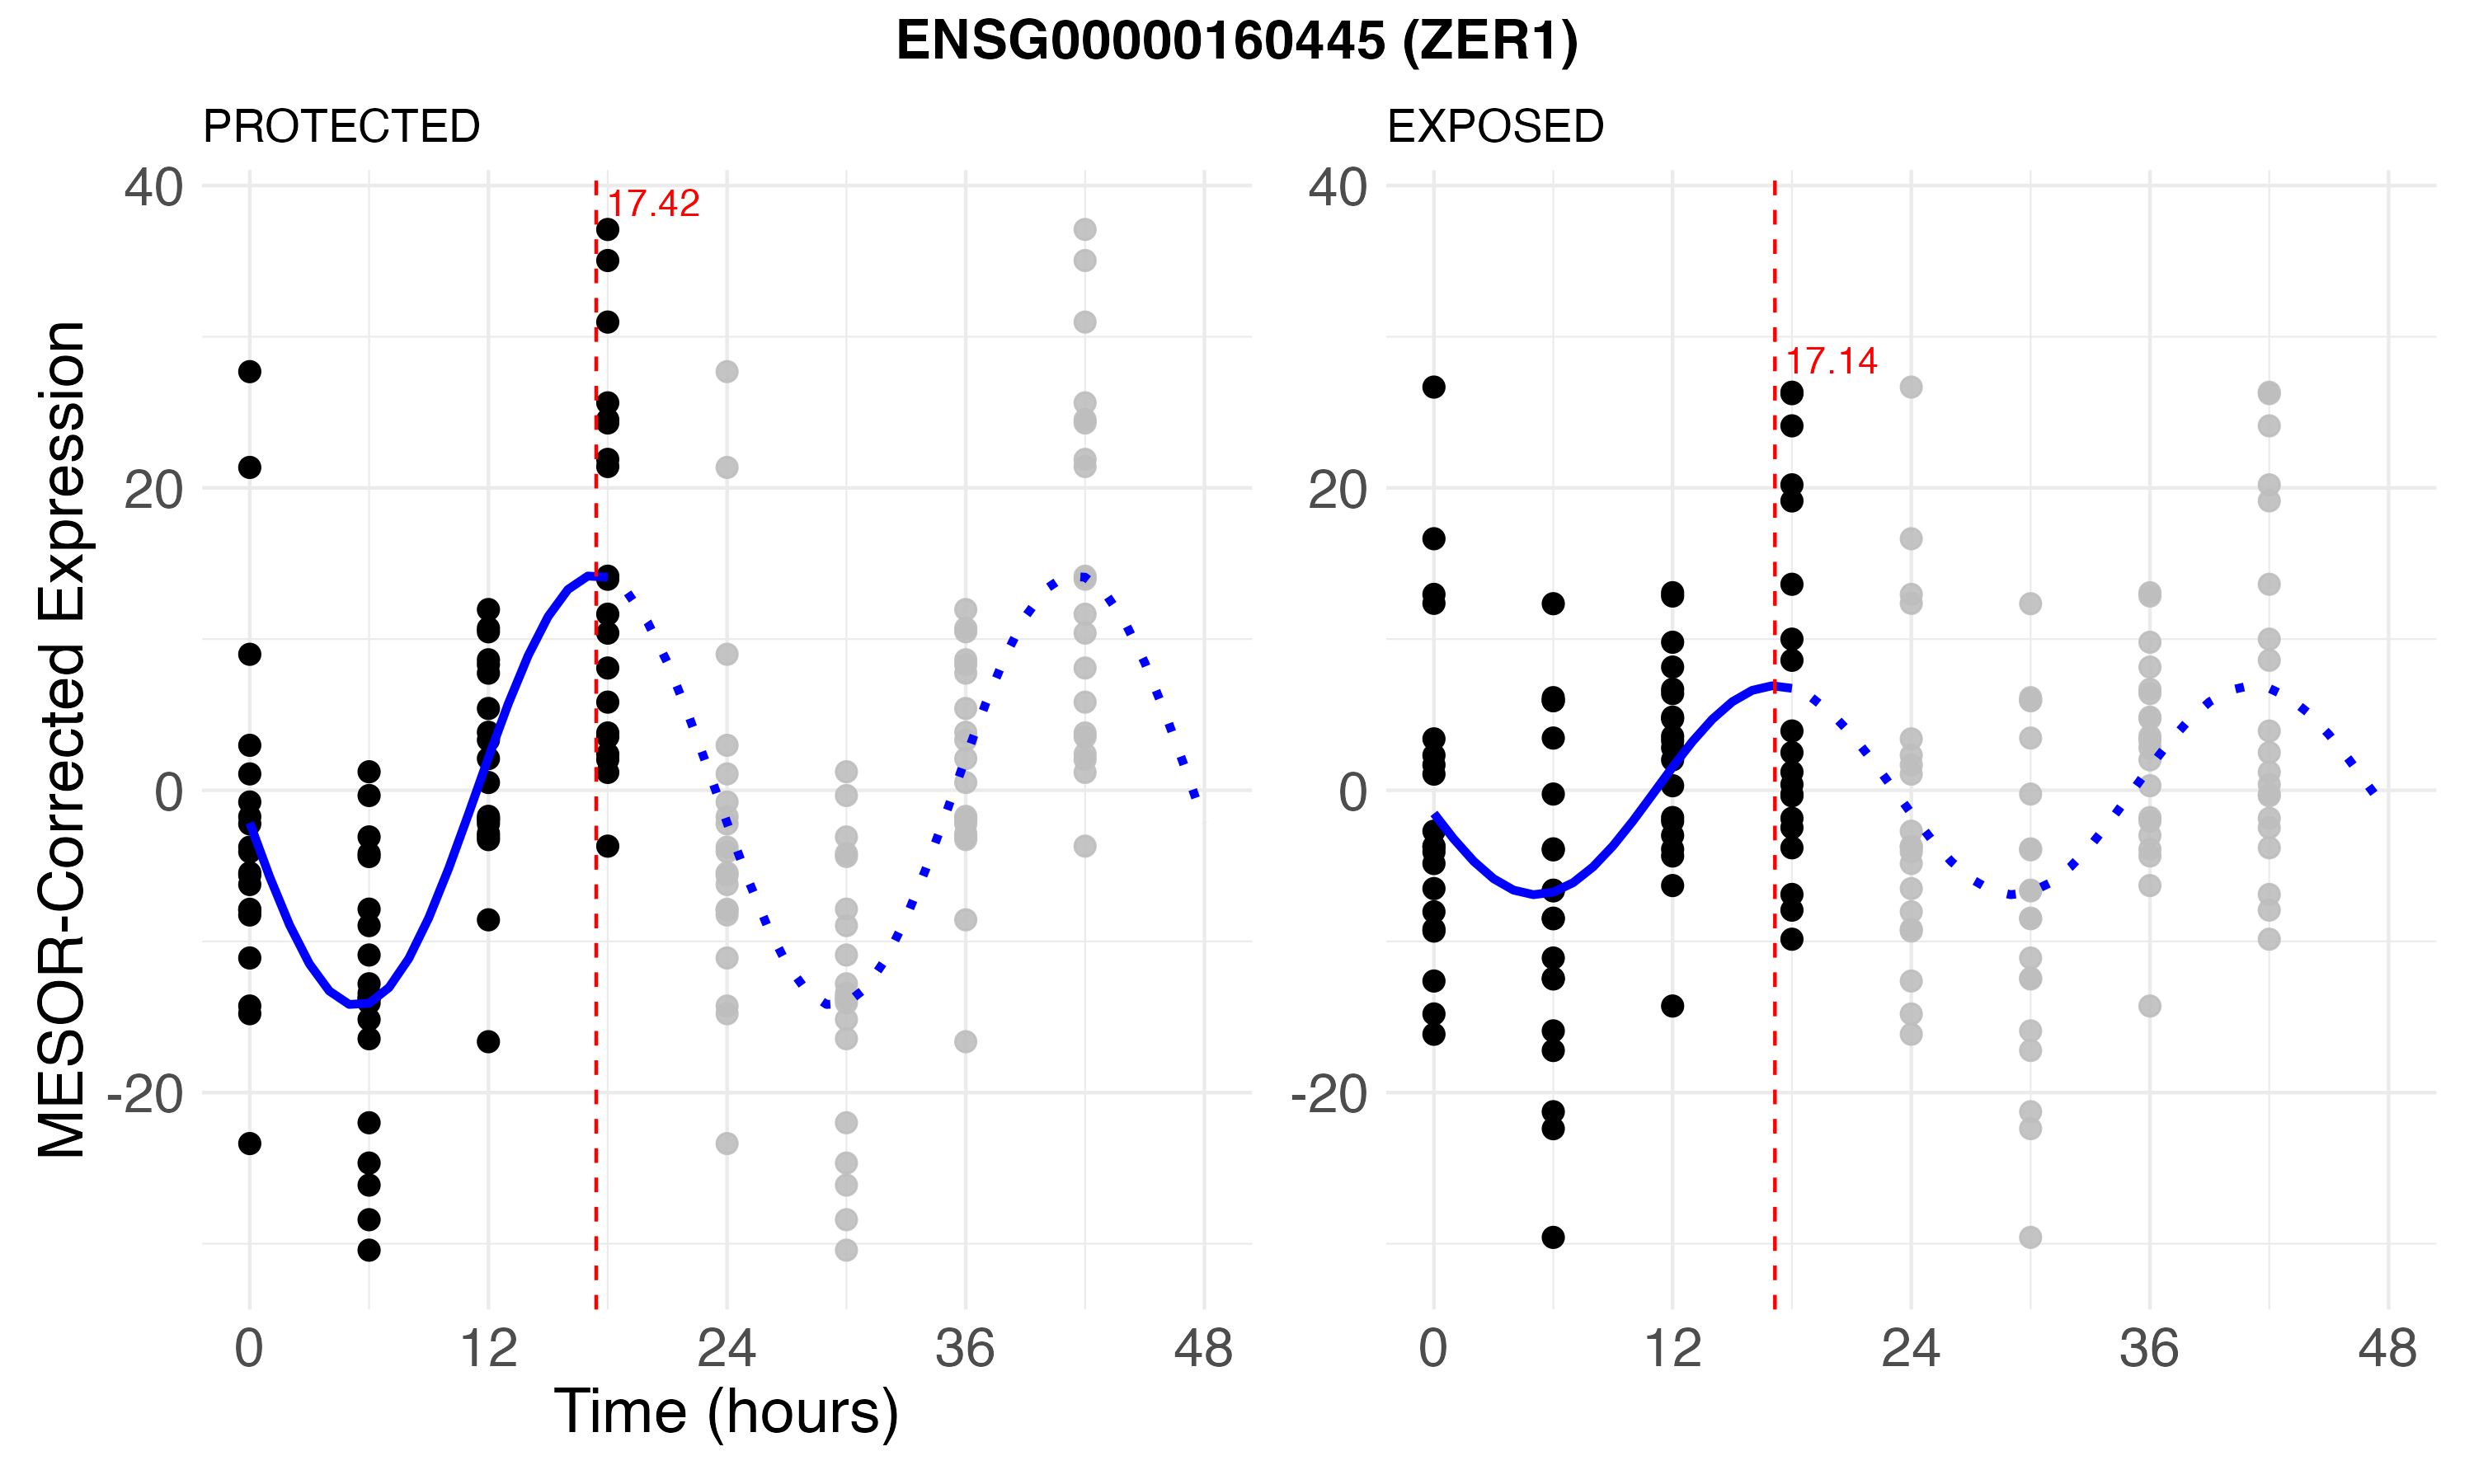 ENSG00000160445 (ZER1)
PROTECTED
EXPOSED
MESOR-Corrected Expression
40
20
0
-20
17.42
0 12 24 36 48
40
20
0
-20
17.14
0 12 24 36 48
Time (hours)